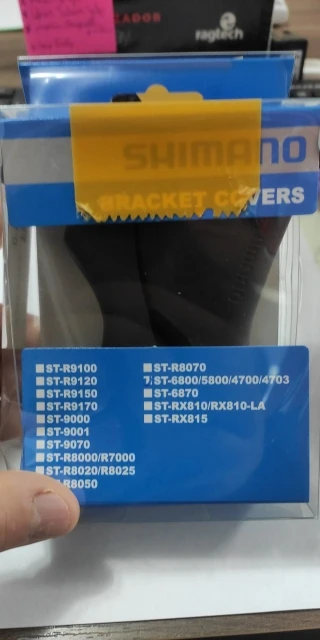 ZADOR
ragtech
SHIMANO
BRACKET COVERS
ST-R9100
ST-R9120
ST-R9150
ST-R9170
ST-9000
ST-9001
ST-9070
ST-R8000/R7000
ST-R8020/R8025
R8050
ST-R8070
ST-6800/5800/4700/4703
ST-6870
ST-RX810/RX810-LA
ST-RX815